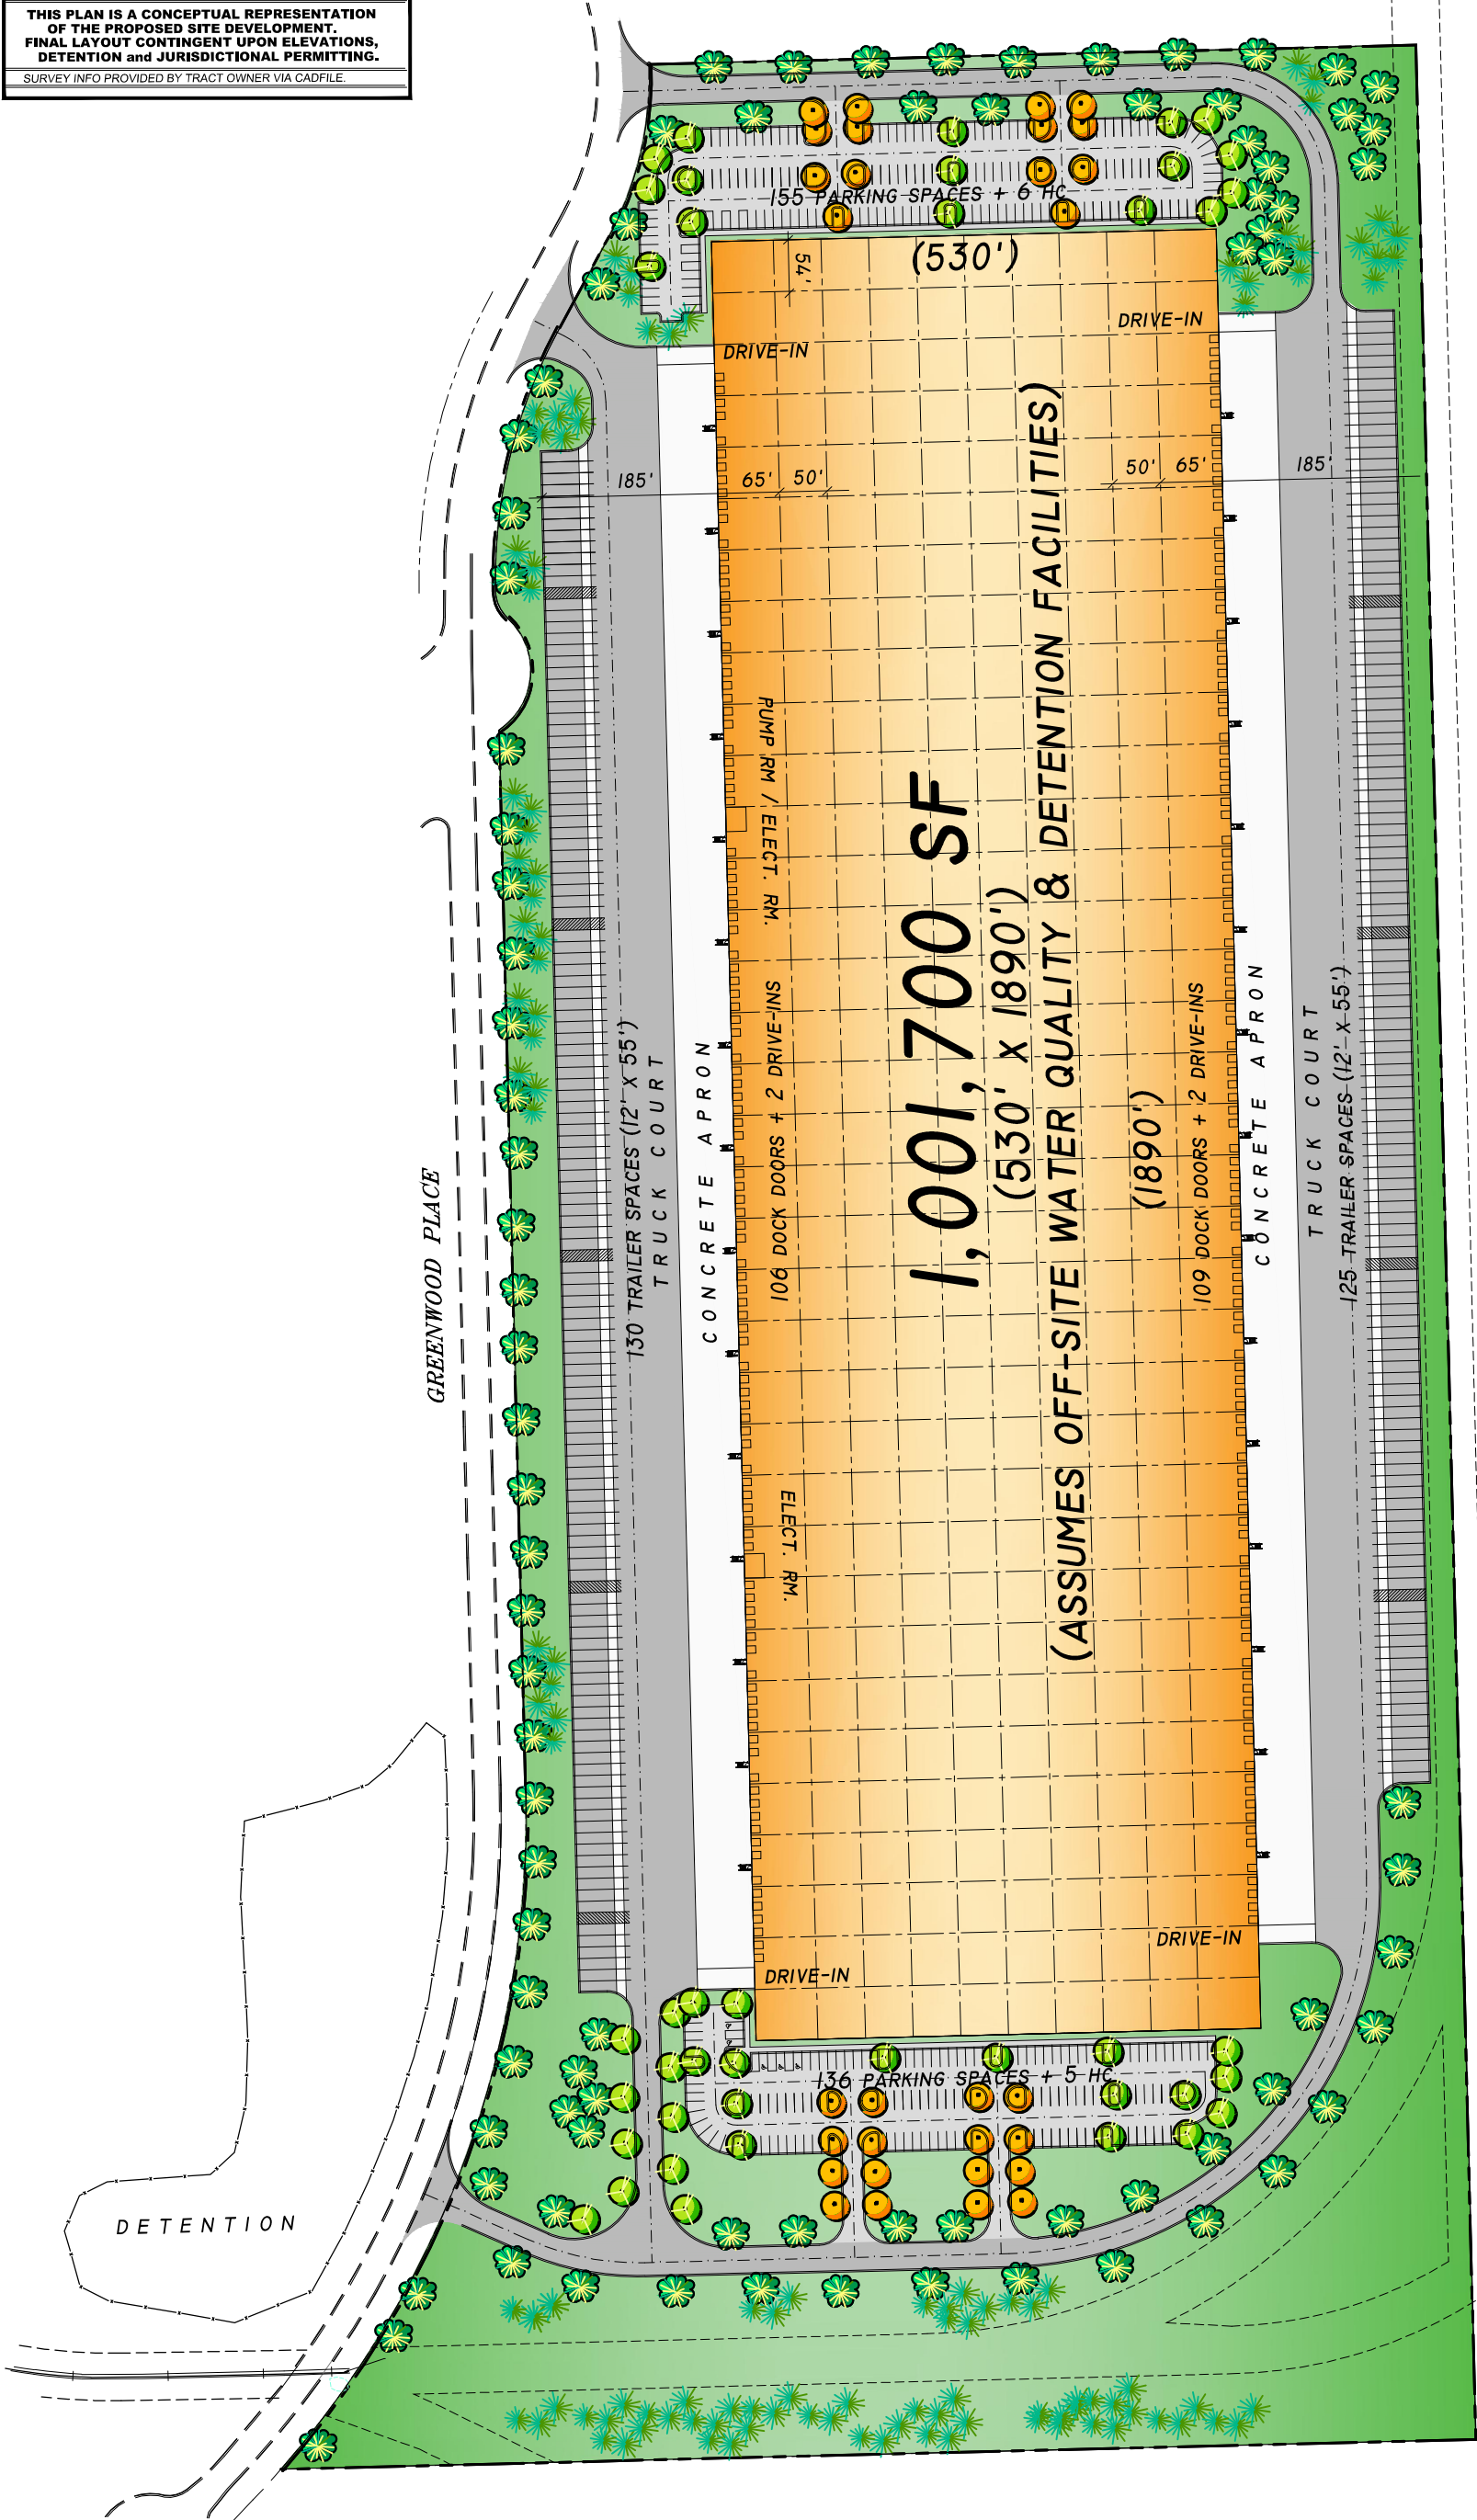 THIS PLAN IS A CONCEPTUAL REPRESENTATION
OF THE PROPOSED SITE DEVELOPMENT.
FINAL LAYOUT CONTINGENT UPON ELEVATIONS,
DETENTION and JURISDICTIONAL PERMITTING.
SURVEY INFO PROVIDED BY TRACT OWNER VIA CADFILE.
155 PARKING SPACES + 6 HC
(530')
54'
DRIVE-IN
DRIVE-IN
185'
65'
50'
50'
65'
185'
PUMP RM / ELECT. RM.
1,001,700 SF
(530' X 1890')
(ASSUMES OFF-SITE WATER QUALITY & DETENTION FACILITIES)
(1890')
GREENWOOD PLACE
130 TRAILER SPACES (12' X 55')
TRUCK COURT
CONCRETE APRON
106 DOCK DOORS + 2 DRIVE-INS
109 DOCK DOORS + 2 DRIVE-INS
CONCRETE APRON
TRUCK COURT
125 TRAILER SPACES (12' X 55')
ELECT. RM.
DRIVE-IN
DRIVE-IN
136 PARKING SPACES + 5 HC
DETENTION